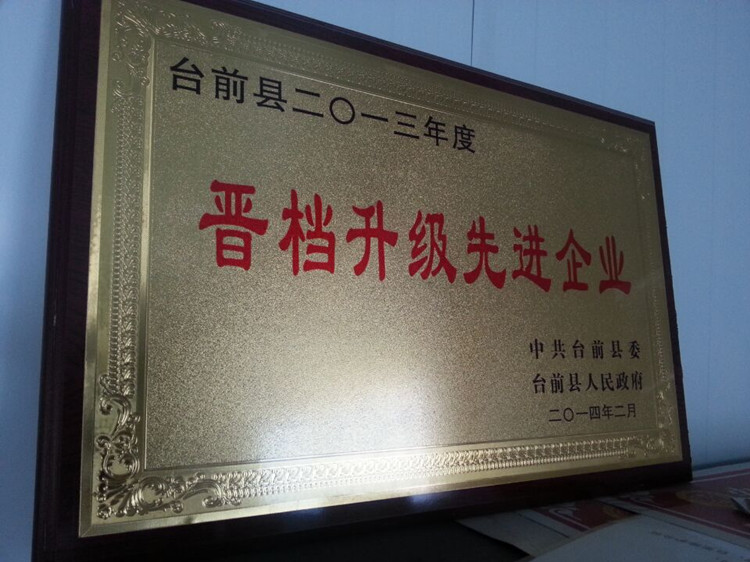 台前县二〇一三年度
晋档升级先进企业
中共台前县委
台前县人民政府
二〇一四年二月